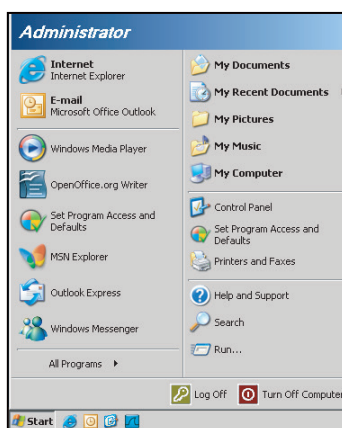 Administrator
Internet
Internet Explorer
E-mail
Microsoft Office Outlook
Windows Media Player
OpenOffice.org Writer
Set Program Access and
Defaults
MSN Explorer
Outlook Express
Windows Messenger
All Programs
My Documents
My Recent Documents
My Pictures
My Music
My Computer
Control Panel
Set Program Access and
Defaults
Printers and Faxes
Help and Support
Search
Run...
Log Off
Turn Off Computer
Start